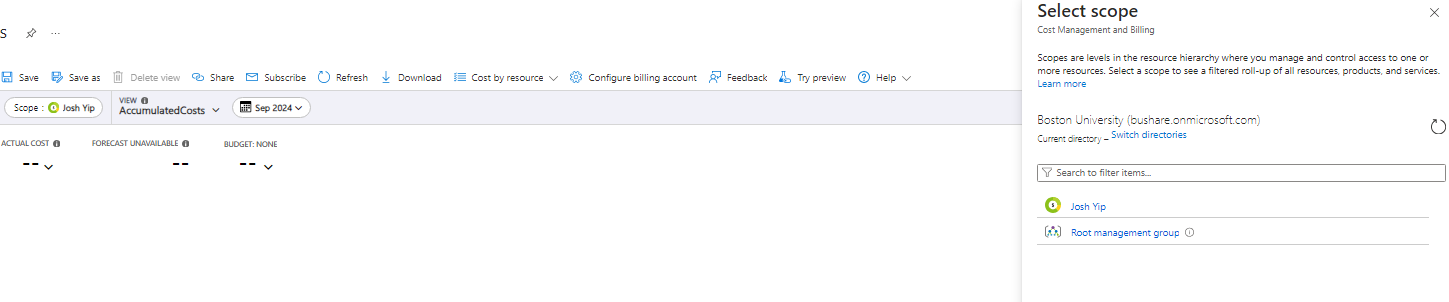 S ...
Save Save as Delete view Share Subscribe Refresh Download Cost by resource Configure billing account Feedback Try preview Help
Scope : Josh Yip VIEW AccumulatedCosts Sep 2024
ACTUAL COST FORECAST UNAVAILABLE BUDGET: NONE
-- -- --
Select scope
Cost Management and Billing
Scopes are levels in the resource hierarchy where you manage and control access to one or
more resources. Select a scope to see a filtered roll-up of all resources, products, and services.
Learn more
Boston University (bushare.onmicrosoft.com)
Current directory – Switch directories
Search to filter items...
Josh Yip
Root management group